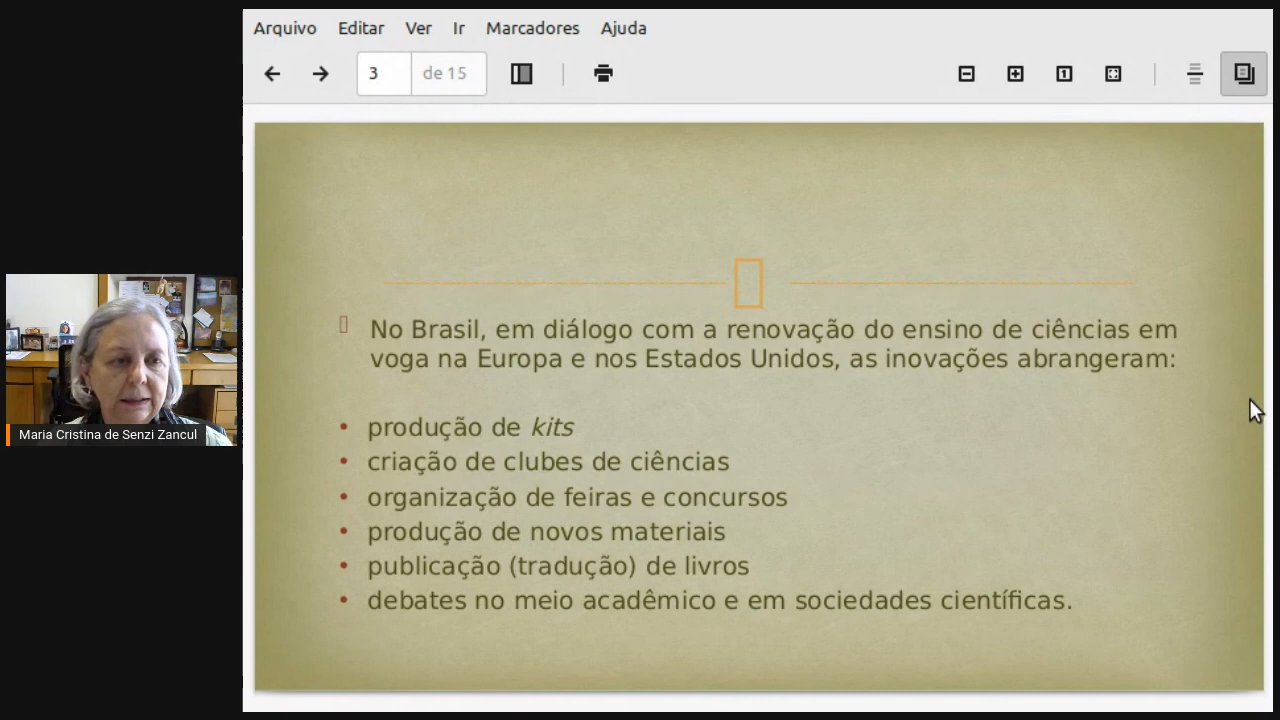 Arquivo Editar Ver Ir Marcadores Ajuda
3 de 15
No Brasil, em diálogo com a renovação do ensino de ciências em
voga na Europa e nos Estados Unidos, as inovações abrangeram:
• produção de kits
• criação de clubes de ciências
• organização de feiras e concursos
• produção de novos materiais
• publicação (tradução) de livros
• debates no meio acadêmico e em sociedades científicas.
Maria Cristina de Senzi Zancul